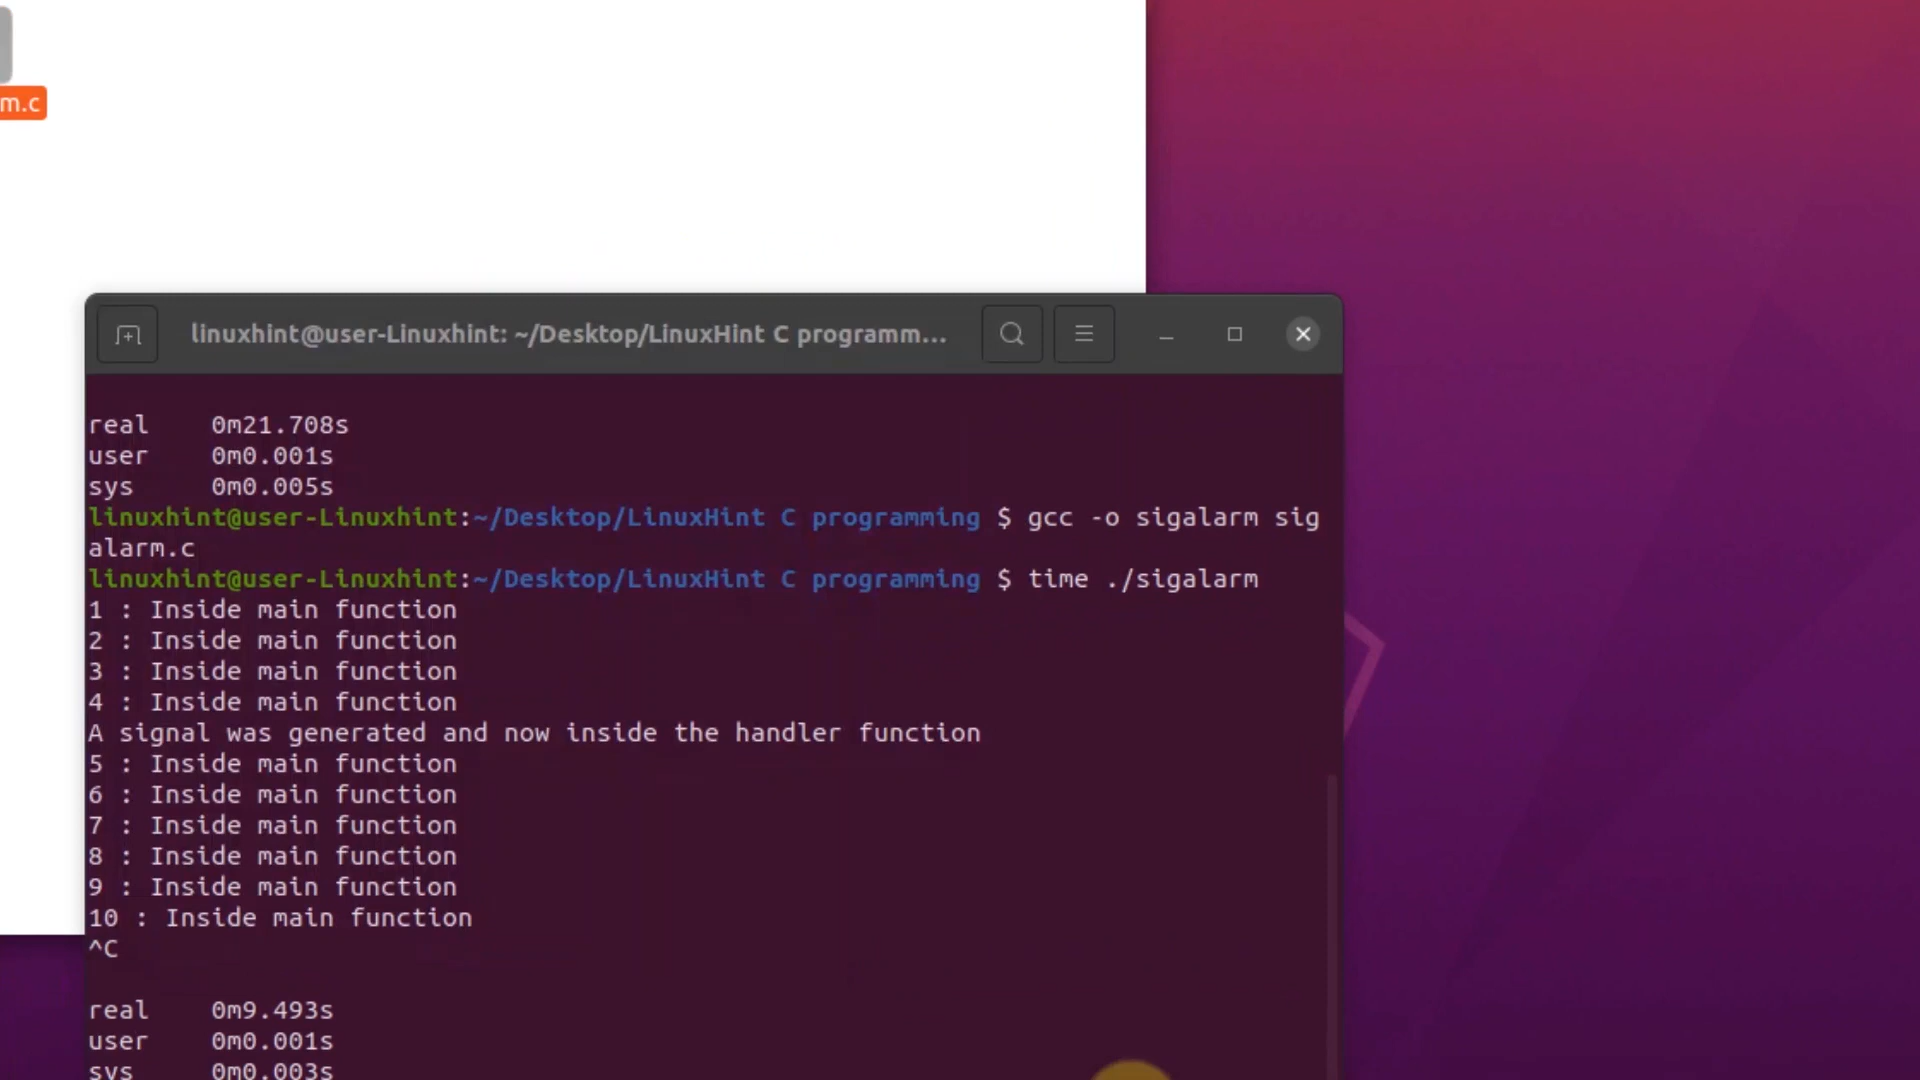 m.c
linuxhint@user-Linuxhint: ~/Desktop/LinuxHint C programm...
real    0m21.708s
user    0m0.001s
sys     0m0.005s
linuxhint@user-Linuxhint:~/Desktop/LinuxHint C programming $ gcc -o sigalarm sig
alarm.c
linuxhint@user-Linuxhint:~/Desktop/LinuxHint C programming $ time ./sigalarm
1 : Inside main function
2 : Inside main function
3 : Inside main function
4 : Inside main function
A signal was generated and now inside the handler function
5 : Inside main function
6 : Inside main function
7 : Inside main function
8 : Inside main function
9 : Inside main function
10 : Inside main function
^C
real    0m9.493s
user    0m0.001s
sys     0m0.003s